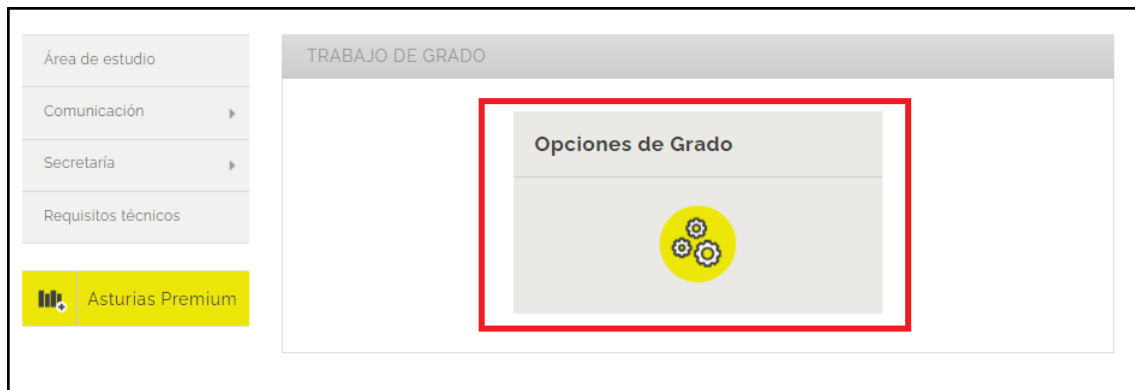 Área de estudio
Comunicación
Secretaría
Requisitos técnicos
Asturias Premium
TRABAJO DE GRADO
Opciones de Grado